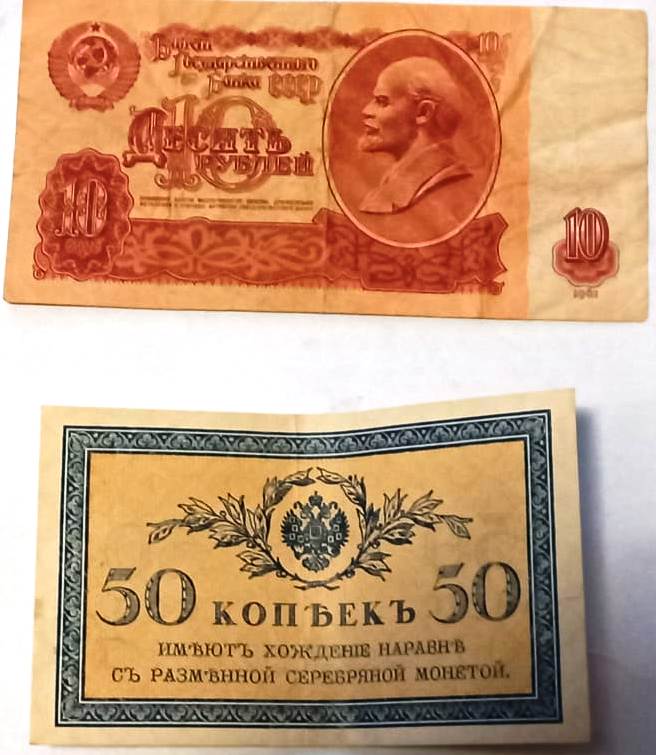 Билет
Государственного
Банка СССР
10
Десять
10
Рублей
10
10
1961
50 КОПѢЕКЪ 50
ИМѢЮТЪ ХОЖДЕНІЕ НАРАВНѢ
СЪ РАЗМѢННОЙ СЕРЕБРЯНОЙ МОНЕТОЙ.